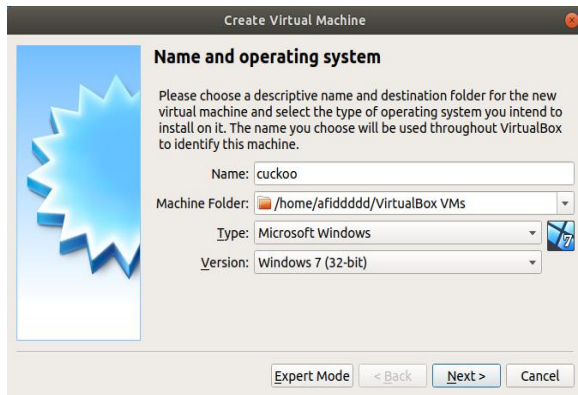 Create Virtual Machine
Name and operating system
Please choose a descriptive name and destination folder for the new
virtual machine and select the type of operating system you intend to
install on it. The name you choose will be used throughout VirtualBox
to identify this machine.
Name: cuckoo
Machine Folder: /home/afiddddd/VirtualBox VMs
Type: Microsoft Windows
7
Version: Windows 7 (32-bit)
Expert Mode < Back Next > Cancel